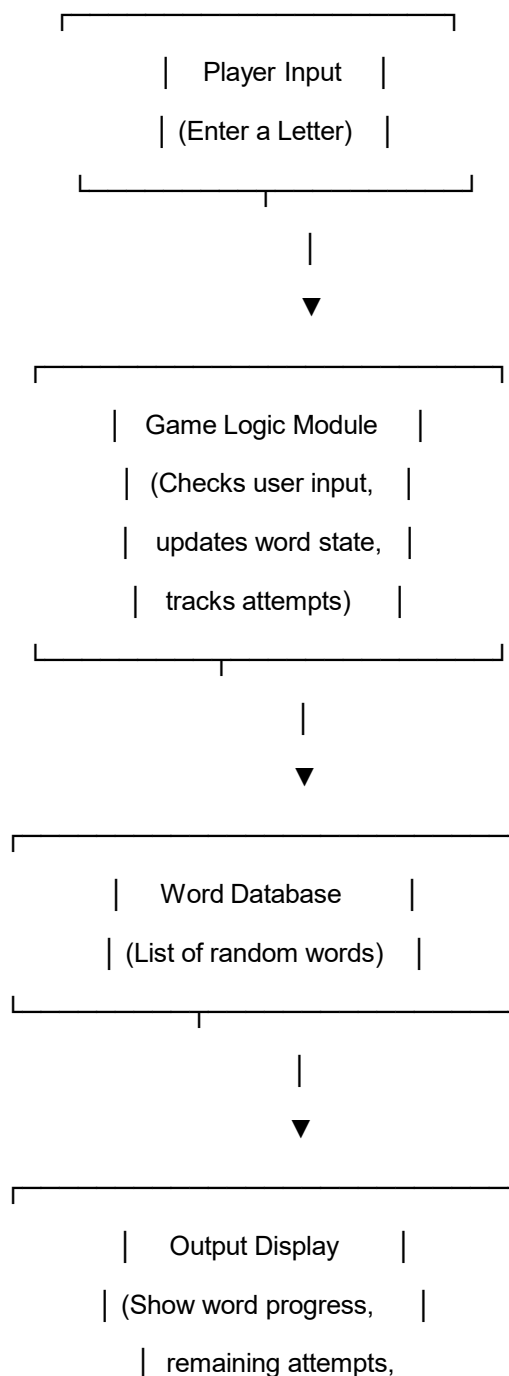 Player Input
(Enter a Letter)
Game Logic Module
(Checks user input,
updates word state,
tracks attempts)
Word Database
(List of random words)
Output Display
(Show word progress,
remaining attempts,